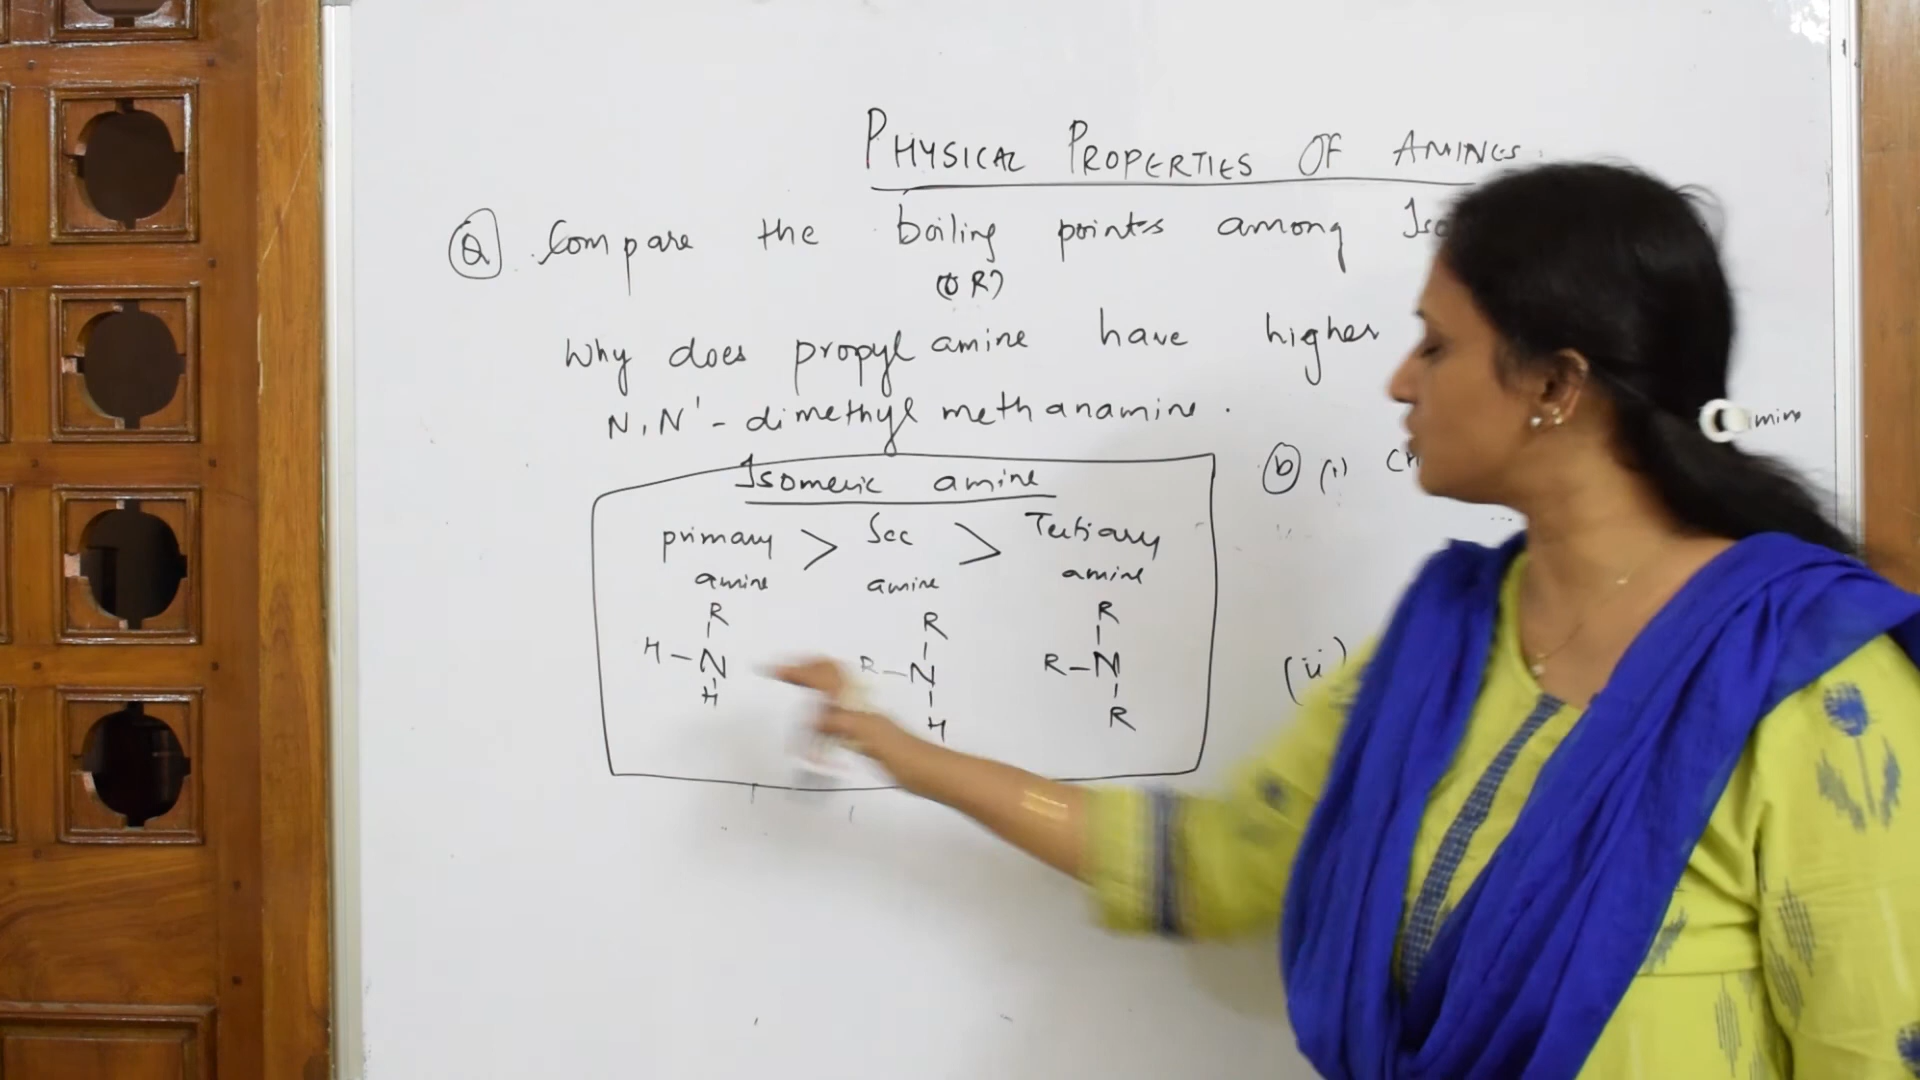 PHYSICAL PROPERTIES OF AMINES
Q Compare the boiling points among
(OR)
Why does propyl amine have higher
N,N'-dimethyl methanamine.
Isomeric amine
primary > Sec > Tertiary
amine amine amine
R R R
H-N R-N R-N
H H R
b (i)
(ii)